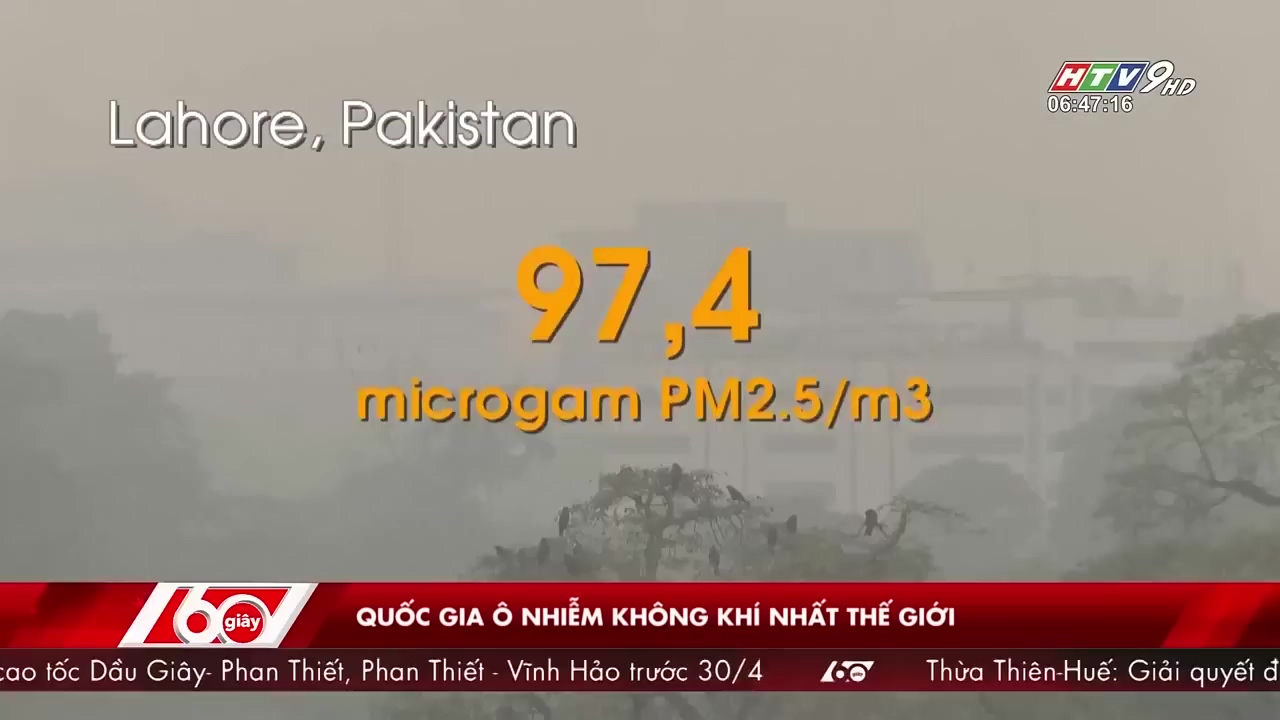 HTV9HD
06:47:16
Lahore, Pakistan
97,4
microgam PM2.5/m3
60 giây
QUỐC GIA Ô NHIỄM KHÔNG KHÍ NHẤT THẾ GIỚI
cao tốc Dầu Giây- Phan Thiết, Phan Thiết - Vĩnh Hảo trước 30/4 60 giây Thừa Thiên-Huế: Giải quyết đ